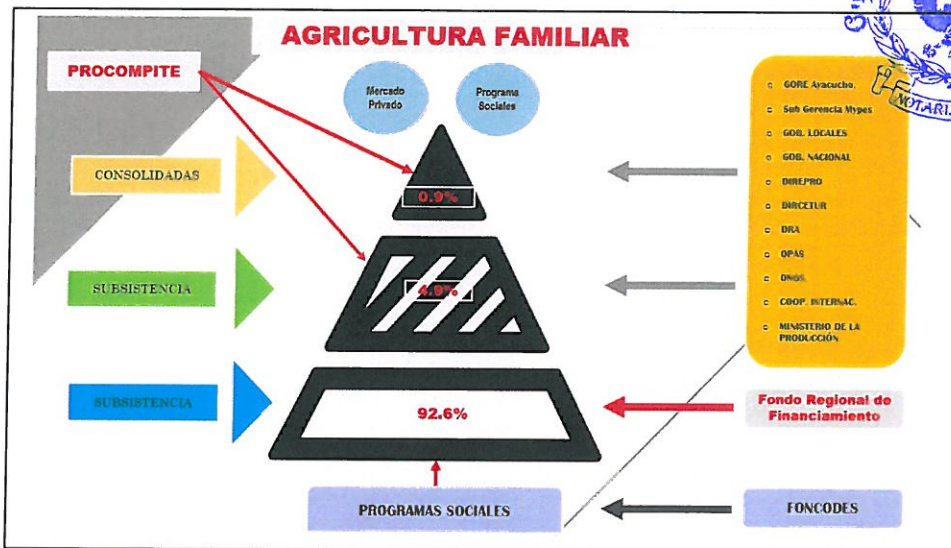 AGRICULTURA FAMILIAR
PROCOMPITE
Mercado
Privado
Programa
Sociales
CONSOLIDADAS
0.9%
SUBSISTENCIA
4.9%
SUBSISTENCIA
92.6%
PROGRAMAS SOCIALES
GORE Ayacucho.
Sub Gerencia Mypes
GOB. LOCALES
GOB. NACIONAL
DIREPRO
DIRCETUR
DRA
OPAS
ONGS.
COOP. INTERNAC.
MINISTERIO DE LA
PRODUCCIÓN
Fondo Regional de
Financiamiento
FONCODES